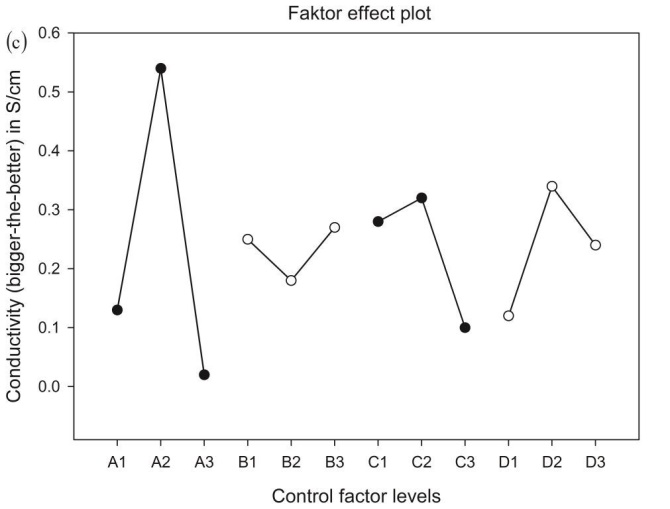 Faktor effect plot
(c)
Conductivity (bigger-the-better) in S/cm
0.6
0.5
0.4
0.3
0.2
0.1
0.0
A1 A2 A3 B1 B2 B3 C1 C2 C3 D1 D2 D3
Control factor levels